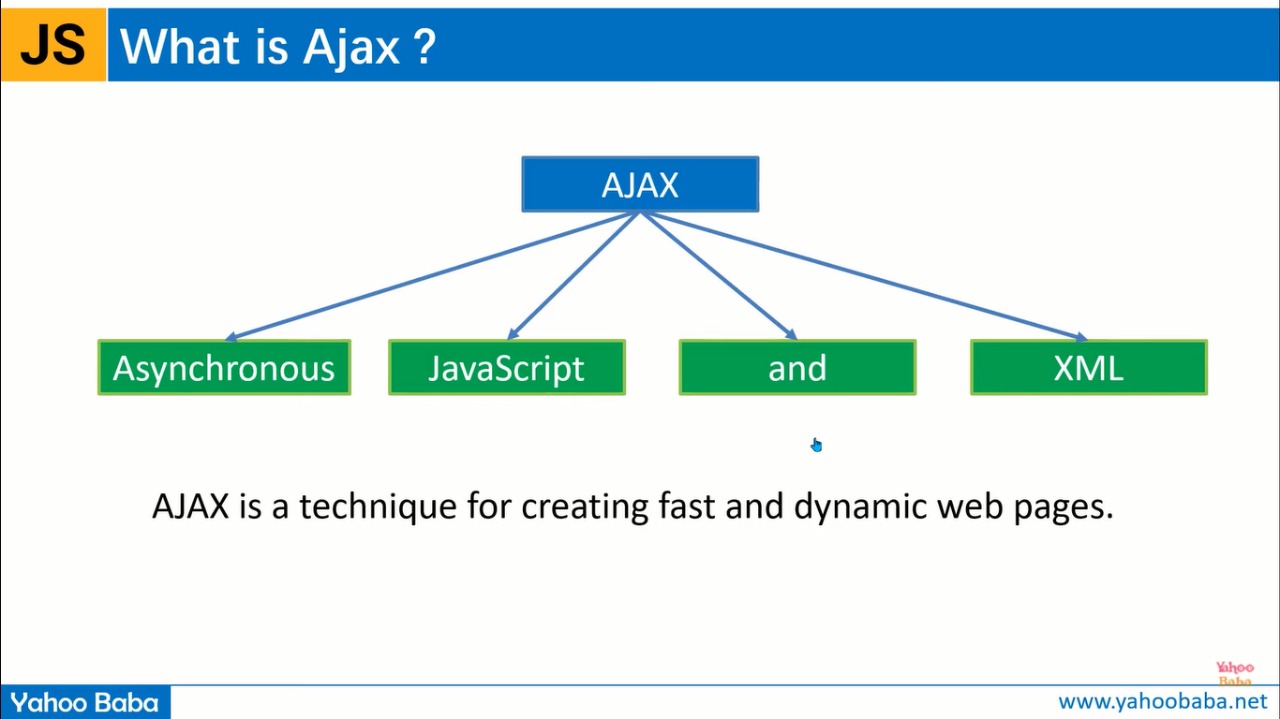 JS What is Ajax ?
AJAX
Asynchronous JavaScript and XML
AJAX is a technique for creating fast and dynamic web pages.
Yahoo
Baba
Yahoo Baba www.yahoobaba.net